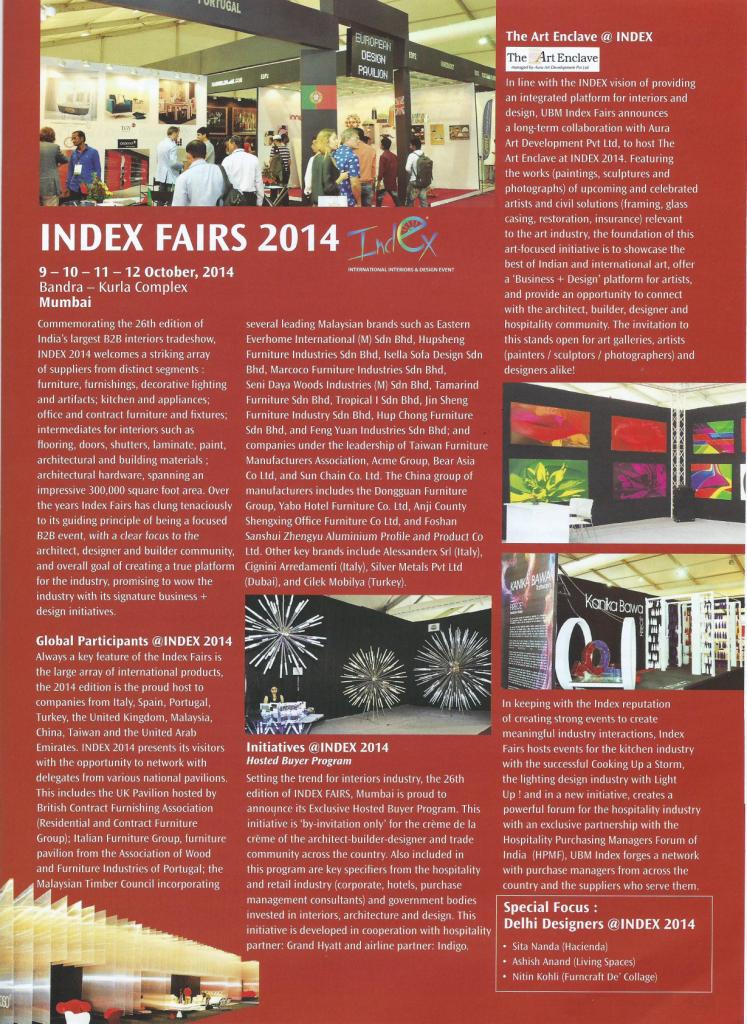 PORTUGAL
EUROPEAN
DESIGN
PAVILION
INDEX FAIRS 2014
Index
INTERNATIONAL INTERIORS & DESIGN EVENT
9 – 10 – 11 – 12 October, 2014
Bandra – Kurla Complex
Mumbai
Commemorating the 26th edition of
India's largest B2B interiors tradeshow,
INDEX 2014 welcomes a striking array
of suppliers from distinct segments :
furniture, furnishings, decorative lighting
and artifacts; kitchen and appliances;
office and contract furniture and fixtures;
intermediates for interiors such as
flooring, doors, shutters, laminate, paint,
architectural and building materials ;
architectural hardware, spanning an
impressive 300,000 square foot area. Over
the years Index Fairs has clung tenaciously
to its guiding principle of being a focused
B2B event, with a clear focus to the
architect, designer and builder community,
and overall goal of creating a true platform
for the industry, promising to wow the
industry with its signature business +
design initiatives.
Global Participants @INDEX 2014
Always a key feature of the Index Fairs is
the large array of international products,
the 2014 edition is the proud host to
companies from Italy, Spain, Portugal,
Turkey, the United Kingdom, Malaysia,
China, Taiwan and the United Arab
Emirates. INDEX 2014 presents its visitors
with the opportunity to network with
delegates from various national pavilions.
This includes the UK Pavilion hosted by
British Contract Furnishing Association
(Residential and Contract Furniture
Group); Italian Furniture Group, furniture
pavilion from the Association of Wood
and Furniture Industries of Portugal; the
Malaysian Timber Council incorporating
several leading Malaysian brands such as Eastern
Everhome International (M) Sdn Bhd, Hupsheng
Furniture Industries Sdn Bhd, Isella Sofa Design Sdn
Bhd, Marcoco Furniture Industries Sdn Bhd,
Seni Daya Woods Industries (M) Sdn Bhd, Tamarind
Furniture Sdn Bhd, Tropical I Sdn Bhd, Jin Sheng
Furniture Industry Sdn Bhd, Hup Chong Furniture
Sdn Bhd, and Feng Yuan Industries Sdn Bhd; and
companies under the leadership of Taiwan Furniture
Manufacturers Association, Acme Group, Bear Asia
Co Ltd, and Sun Chain Co. Ltd. The China group of
manufacturers includes the Dongguan Furniture
Group, Yabo Hotel Furniture Co. Ltd, Anji County
Shengxing Office Furniture Co Ltd, and Foshan
Sanshui Zhengyu Aluminium Profile and Product Co
Ltd. Other key brands include Alessanderx Srl (Italy),
Cignini Arredamenti (Italy), Silver Metals Pvt Ltd
(Dubai), and Cilek Mobilya (Turkey).
Initiatives @INDEX 2014
Hosted Buyer Program
Setting the trend for interiors industry, the 26th
edition of INDEX FAIRS, Mumbai is proud to
announce its Exclusive Hosted Buyer Program. This
initiative is 'by-invitation only' for the crème de la
crème of the architect-builder-designer and trade
community across the country. Also included in
this program are key specifiers from the hospitality
and retail industry (corporate, hotels, purchase
management consultants) and government bodies
invested in interiors, architecture and design. This
initiative is developed in cooperation with hospitality
partner: Grand Hyatt and airline partner: Indigo.
The Art Enclave @ INDEX
The Art Enclave
managed by Aura Art Development Pvt Ltd
In line with the INDEX vision of providing
an integrated platform for interiors and
design, UBM Index Fairs announces
a long-term collaboration with Aura
Art Development Pvt Ltd, to host The
Art Enclave at INDEX 2014. Featuring
the works (paintings, sculptures and
photographs) of upcoming and celebrated
artists and civil solutions (framing, glass
casing, restoration, insurance) relevant
to the art industry, the foundation of this
art-focused initiative is to showcase the
best of Indian and international art, offer
a 'Business + Design' platform for artists,
and provide an opportunity to connect
with the architect, builder, designer and
hospitality community. The invitation to
this stands open for art galleries, artists
(painters / sculptors / photographers) and
designers alike!
KANIKA BAWA
Kanika Bawa
In keeping with the Index reputation
of creating strong events to create
meaningful industry interactions, Index
Fairs hosts events for the kitchen industry
with the successful Cooking Up a Storm,
the lighting design industry with Light
Up ! and in a new initiative, creates a
powerful forum for the hospitality industry
with an exclusive partnership with the
Hospitality Purchasing Managers Forum of
India (HPMF), UBM Index forges a network
with purchase managers from across the
country and the suppliers who serve them.
Special Focus :
Delhi Designers @INDEX 2014
• Sita Nanda (Hacienda)
• Ashish Anand (Living Spaces)
• Nitin Kohli (Furncraft De' Collage)